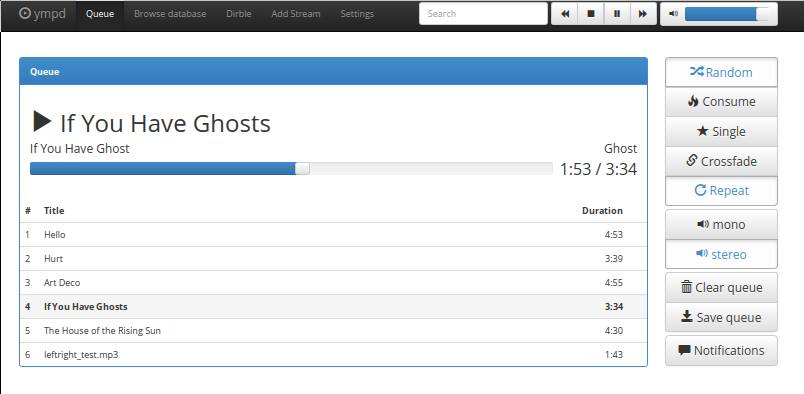 ympd Queue Browse database Dirble Add Stream Settings Search
Queue
If You Have Ghosts
If You Have Ghost Ghost
1:53 / 3:34
# Title Duration
1 Hello 4:53
2 Hurt 3:39
3 Art Deco 4:55
4 If You Have Ghosts 3:34
5 The House of the Rising Sun 4:30
6 leftright_test.mp3 1:43
Random
Consume
Single
Crossfade
Repeat
mono
stereo
Clear queue
Save queue
Notifications